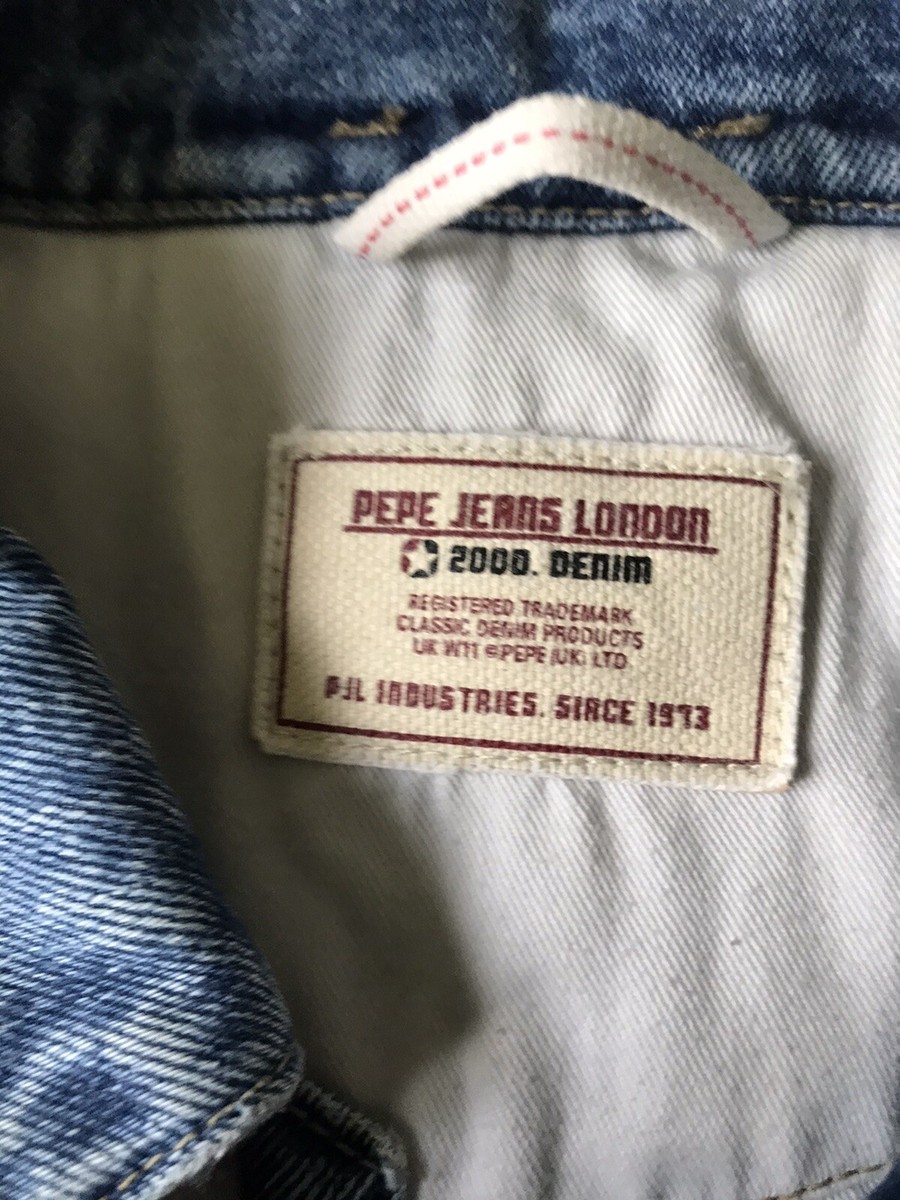 PEPE JEANS LONDON
2000. DENIM
REGISTERED TRADEMARK
CLASSIC DENIM PRODUCTS
UK W11 ©PEPE (UK) LTD
PJL INDUSTRIES. SINCE 1973